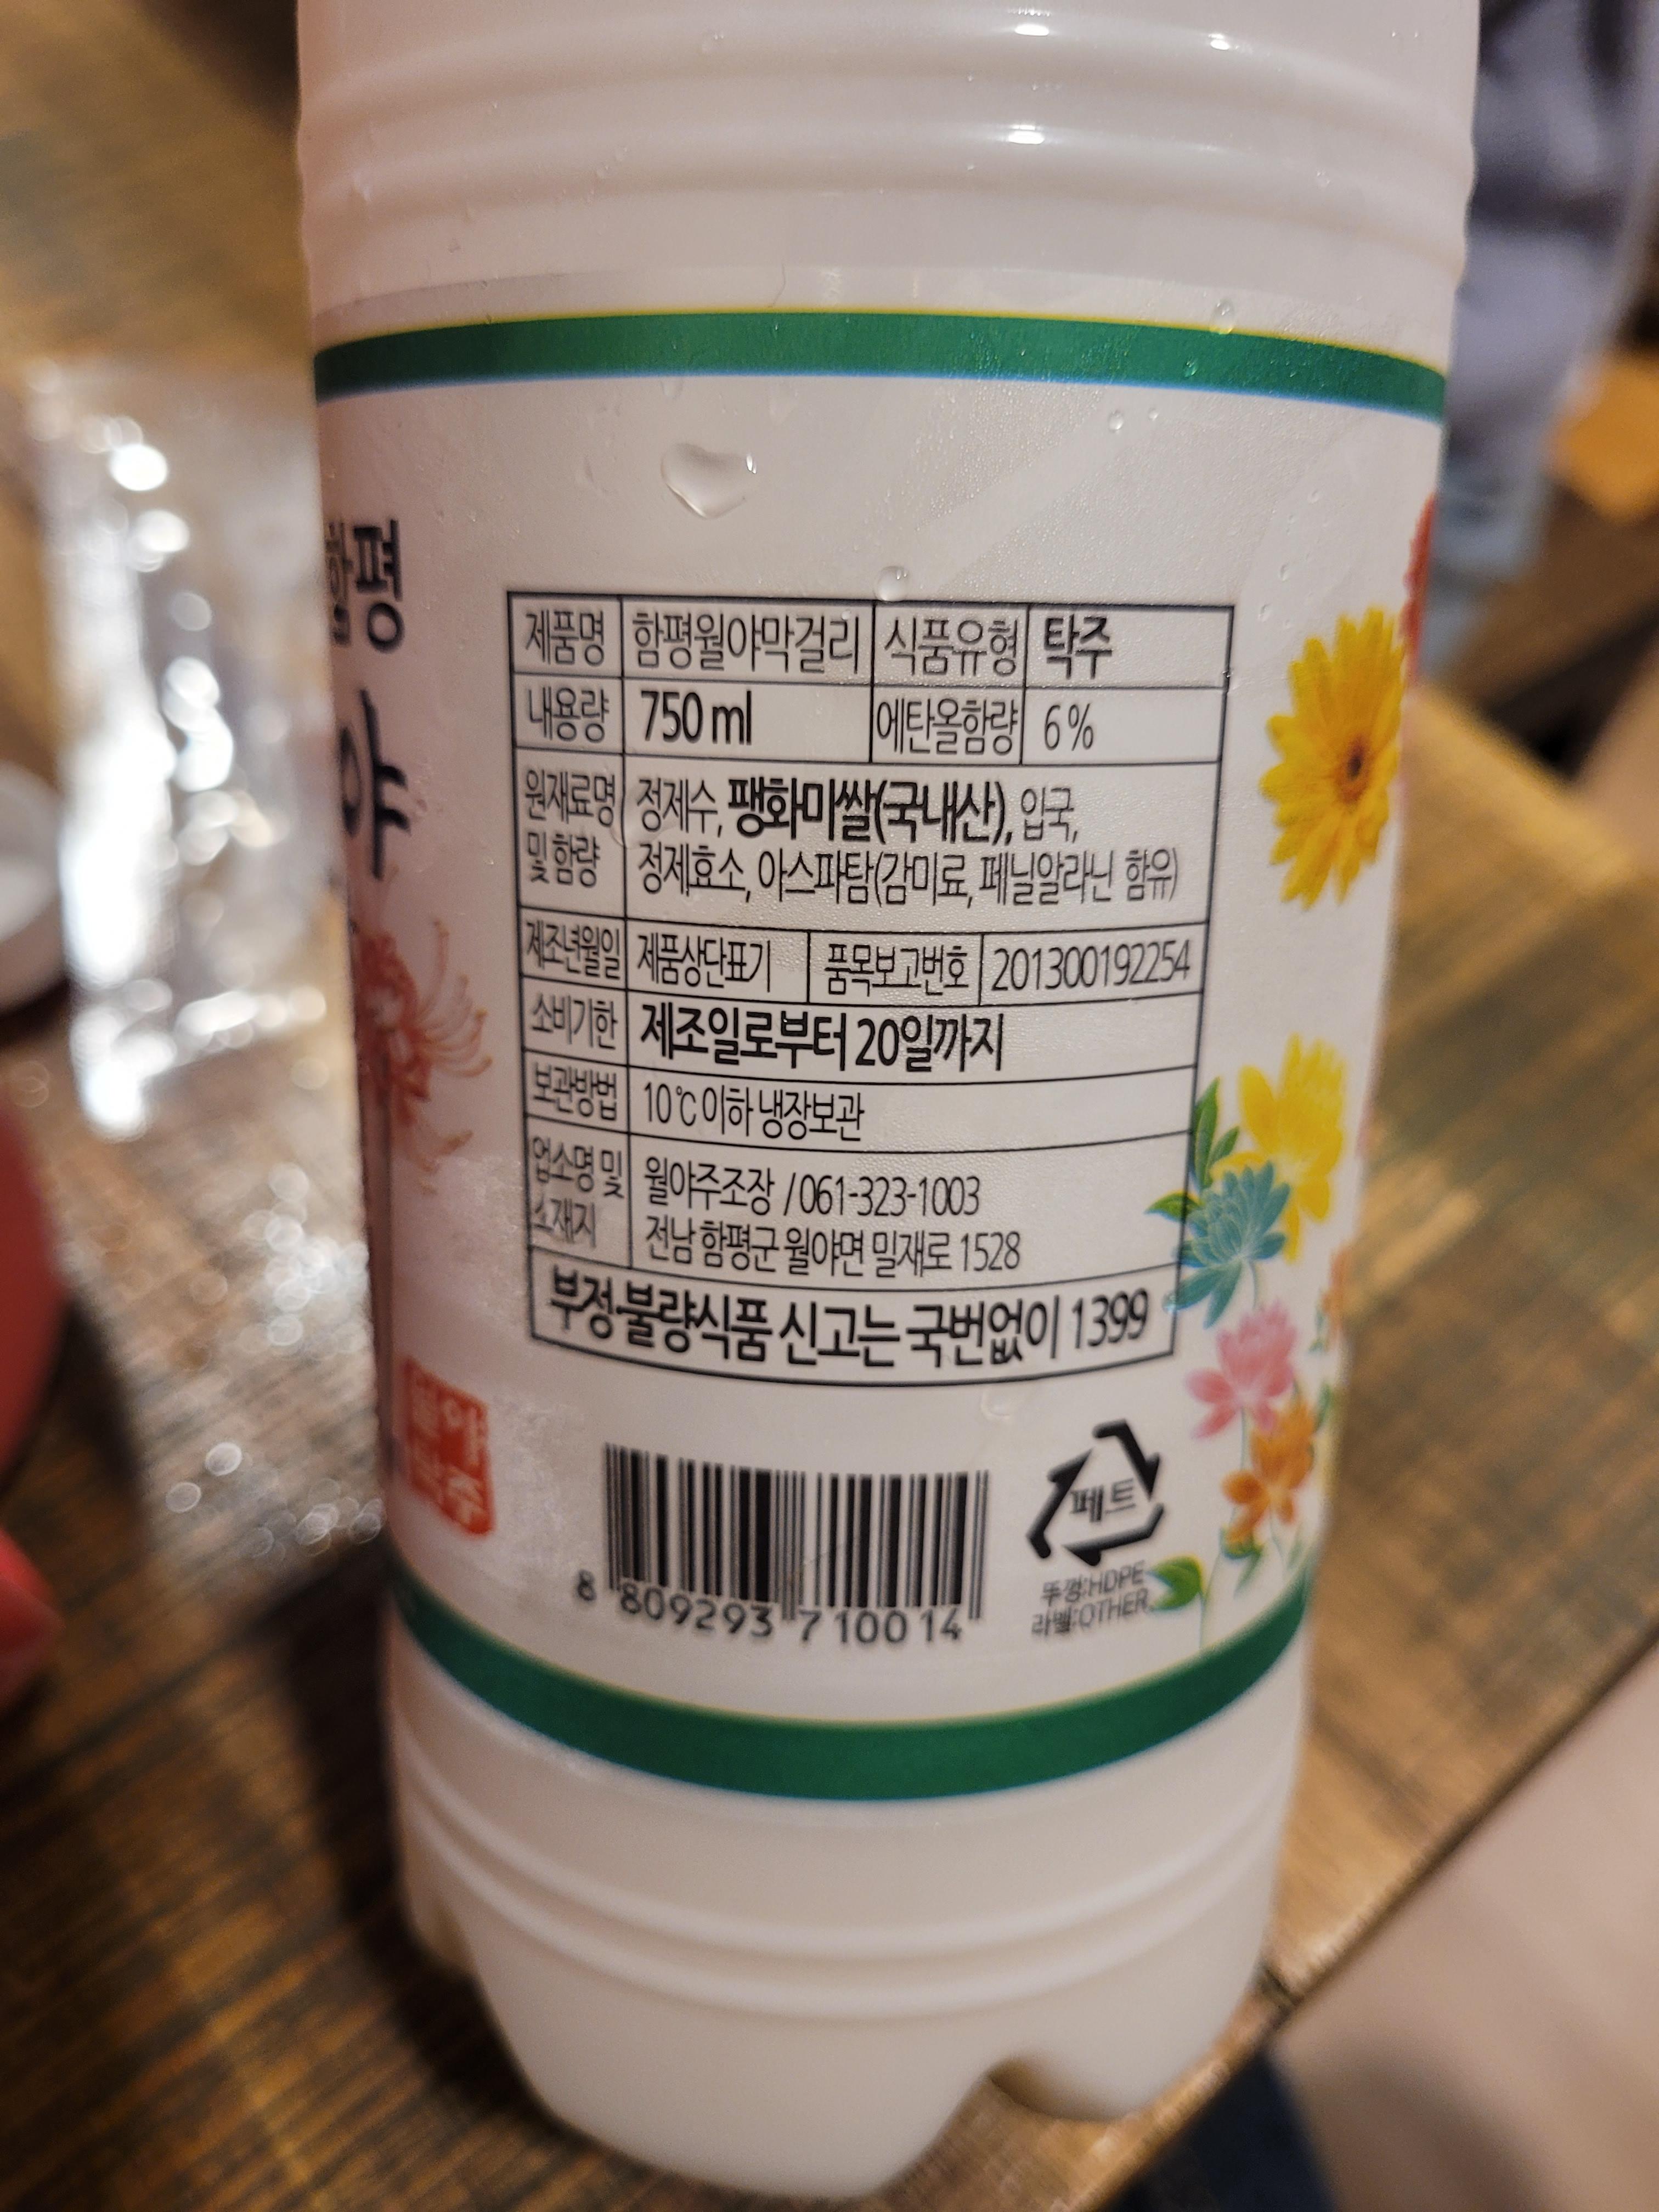 함평
야
제품명 함평월야막걸리 식품유형 탁주
내용량 750ml 에탄올함량 6%
원재료명 및 함량
정제수, 팽화미쌀(국내산), 입국,
정제효소, 아스파탐(감미료, 페닐알라닌 함유)
제조년월일 제품상단표기 품목보고번호 201300192254
소비기한 제조일로부터 20일까지
보관방법 10℃이하 냉장보관
업소명 및 소재지
월야주조장 / 061-323-1003
전남 함평군 월야면 밀재로 1528
부정·불량식품 신고는 국번없이 1399
8 809293 710014
페트
뚜껑:HDPE
라벨:OTHER